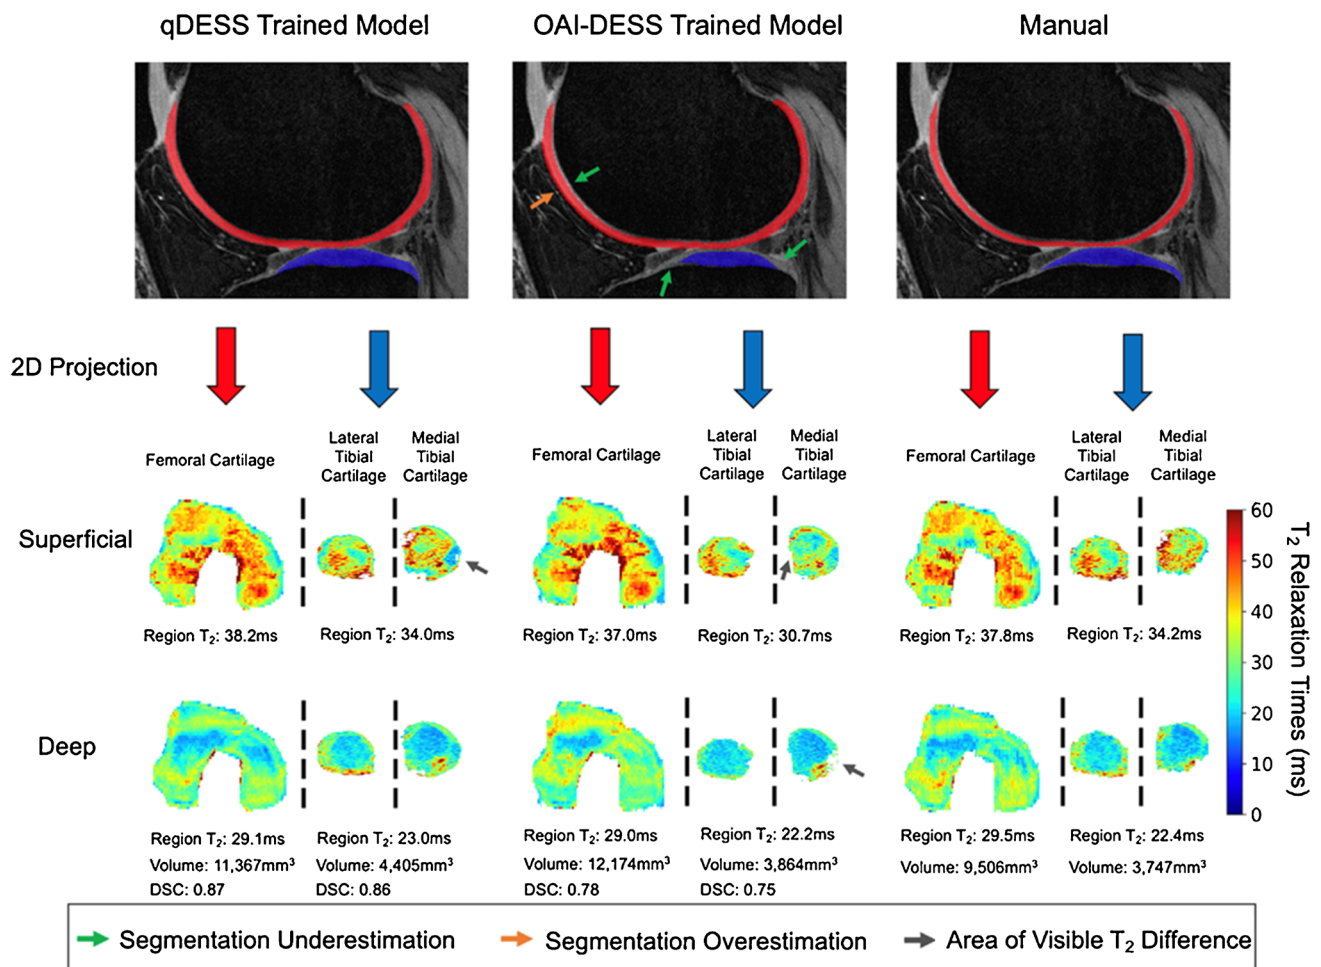 qDESS Trained Model
OAI-DESS Trained Model
Manual
2D Projection
Femoral Cartilage
Lateral
Tibial
Cartilage
Medial
Tibial
Cartilage
Femoral Cartilage
Lateral
Tibial
Cartilage
Medial
Tibial
Cartilage
Femoral Cartilage
Lateral
Tibial
Cartilage
Medial
Tibial
Cartilage
Superficial
Region T₂: 38.2ms
Region T₂: 34.0ms
Region T₂: 37.0ms
Region T₂: 30.7ms
Region T₂: 37.8ms
Region T₂: 34.2ms
60
50
40
30
20
10
0
T₂ Relaxation Times (ms)
Deep
Region T₂: 29.1ms
Volume: 11,367mm³
DSC: 0.87
Region T₂: 23.0ms
Volume: 4,405mm³
DSC: 0.86
Region T₂: 29.0ms
Volume: 12,174mm³
DSC: 0.78
Region T₂: 22.2ms
Volume: 3,864mm³
DSC: 0.75
Region T₂: 29.5ms
Volume: 9,506mm³
Region T₂: 22.4ms
Volume: 3,747mm³
Segmentation Underestimation
Segmentation Overestimation
Area of Visible T₂ Difference